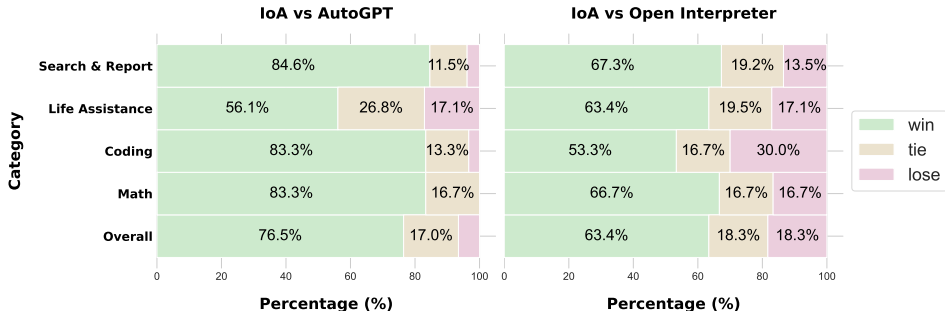 IoA vs AutoGPT
IoA vs Open Interpreter
Category
Search & Report
84.6%
11.5%
67.3%
19.2%
13.5%
Life Assistance
56.1%
26.8%
17.1%
63.4%
19.5%
17.1%
Coding
83.3%
13.3%
53.3%
16.7%
30.0%
Math
83.3%
16.7%
66.7%
16.7%
16.7%
Overall
76.5%
17.0%
63.4%
18.3%
18.3%
0 20 40 60 80 100
0 20 40 60 80 100
Percentage (%)
Percentage (%)
win
tie
lose